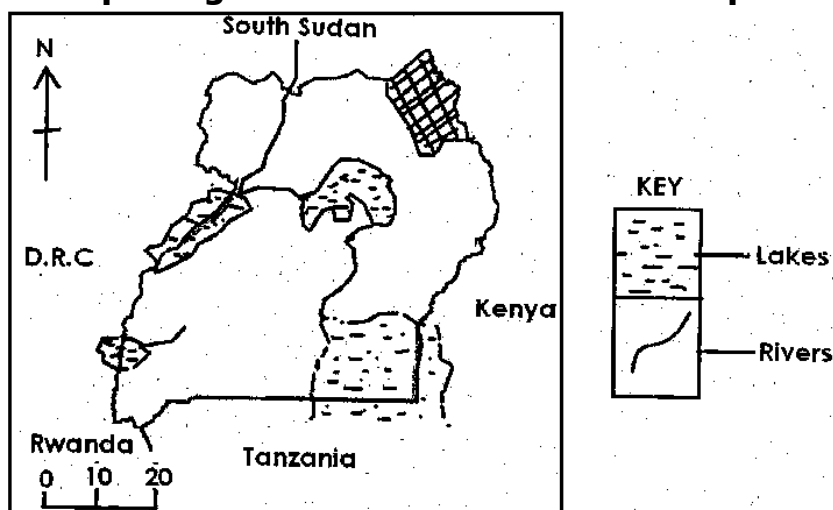 South Sudan
N
KEY
D.R.C
Lakes
Kenya
Rivers
Rwanda
Tanzania
0 10 20